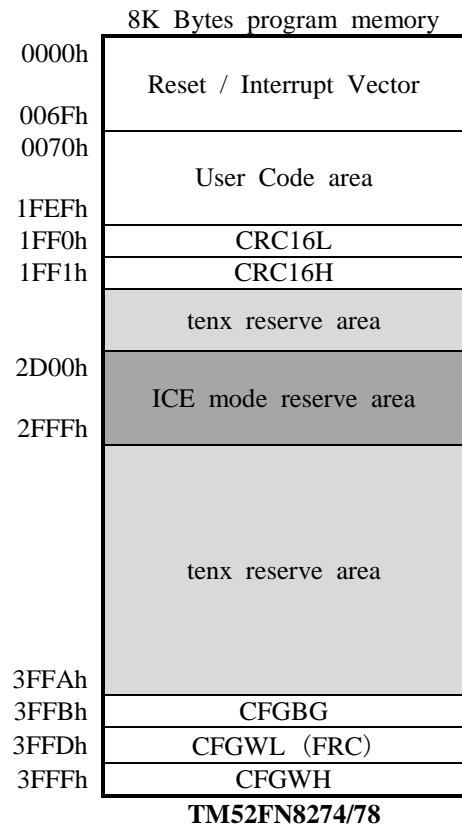 8K Bytes program memory
0000h
Reset / Interrupt Vector
006Fh
0070h
User Code area
1FEFh
1FF0h CRC16L
1FF1h CRC16H
tenx reserve area
2D00h
ICE mode reserve area
2FFFh
tenx reserve area
3FFAh
3FFBh CFGBG
3FFDh CFGWL (FRC)
3FFFh CFGWH
TM52FN8274/78